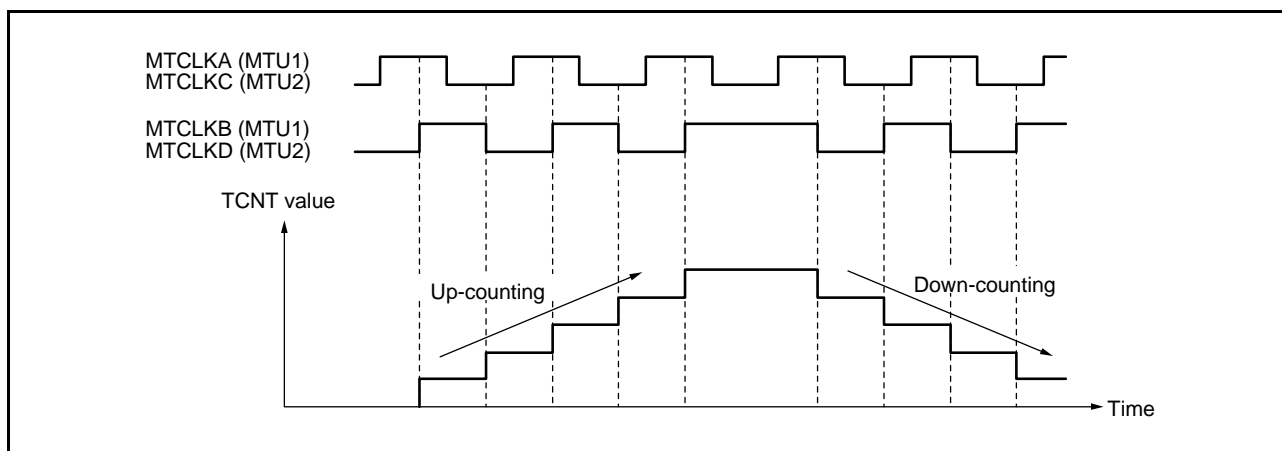 MTCLKA (MTU1)
MTCLKC (MTU2)
MTCLKB (MTU1)
MTCLKD (MTU2)
TCNT value
Up-counting
Down-counting
Time